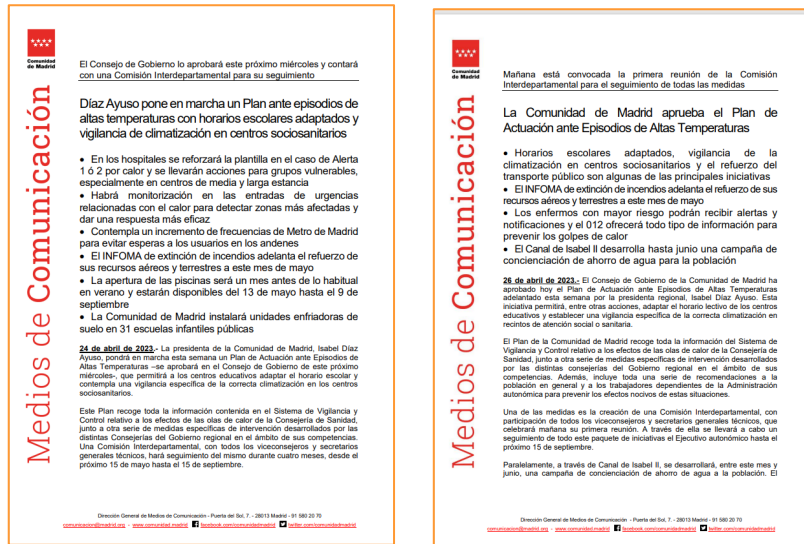 Comunidad
de Madrid
Medios de Comunicación
El Consejo de Gobierno lo aprobará este próximo miércoles y contará
con una Comisión Interdepartamental para su seguimiento
Díaz Ayuso pone en marcha un Plan ante episodios de
altas temperaturas con horarios escolares adaptados y
vigilancia de climatización en centros sociosanitarios
• En los hospitales se reforzará la plantilla en el caso de Alerta
1 ó 2 por calor y se llevarán acciones para grupos vulnerables,
especialmente en centros de media y larga estancia
• Habrá monitorización en las entradas de urgencias
relacionadas con el calor para detectar zonas más afectadas y
dar una respuesta más eficaz
• Contempla un incremento de frecuencias de Metro de Madrid
para evitar esperas a los usuarios en los andenes
• El INFOMA de extinción de incendios adelanta el refuerzo de
sus recursos aéreos y terrestres a este mes de mayo
• La apertura de las piscinas será un mes antes de lo habitual
en verano y estarán disponibles del 13 de mayo hasta el 9 de
septiembre
• La Comunidad de Madrid instalará unidades enfriadoras de
suelo en 31 escuelas infantiles públicas
24 de abril de 2023.- La presidenta de la Comunidad de Madrid, Isabel Díaz
Ayuso, pondrá en marcha esta semana un Plan de Actuación ante Episodios de
Altas Temperaturas –se aprobará en el Consejo de Gobierno de este próximo
miércoles-, que permitirá a los centros educativos adaptar el horario escolar y
contempla una vigilancia específica de la correcta climatización en los centros
sociosanitarios.
Este Plan recoge toda la información contenida en el Sistema de Vigilancia y
Control relativo a los efectos de las olas de calor de la Consejería de Sanidad,
junto a otra serie de medidas específicas de intervención desarrolladas por las
distintas Consejerías del Gobierno regional en el ámbito de sus competencias.
Una Comisión Interdepartamental, con todos los viceconsejeros y secretarios
generales técnicos, hará seguimiento del mismo durante cuatro meses, desde el
próximo 15 de mayo hasta el 15 de septiembre.
Dirección General de Medios de Comunicación - Puerta del Sol, 7. - 28013 Madrid - 91 580 20 70
comunicacion@madrid.org - www.comunidad.madrid facebook.com/comunidadmadrid twitter.com/comunidadmadrid
Comunidad
de Madrid
Medios de Comunicación
Mañana está convocada la primera reunión de la Comisión
Interdepartamental para el seguimiento de todas las medidas
La Comunidad de Madrid aprueba el Plan de
Actuación ante Episodios de Altas Temperaturas
• Horarios escolares adaptados, vigilancia de la
climatización en centros sociosanitarios y el refuerzo del
transporte público son algunas de las principales iniciativas
• El INFOMA de extinción de incendios adelanta el refuerzo de sus
recursos aéreos y terrestres a este mes de mayo
• Los enfermos con mayor riesgo podrán recibir alertas y
notificaciones y el 012 ofrecerá todo tipo de información para
prevenir los golpes de calor
• El Canal de Isabel II desarrolla hasta junio una campaña de
concienciación de ahorro de agua para la población
26 de abril de 2023.- El Consejo de Gobierno de la Comunidad de Madrid ha
aprobado hoy el Plan de Actuación ante Episodios de Altas Temperaturas
adelantado esta semana por la presidenta regional, Isabel Díaz Ayuso. Esta
iniciativa permitirá, entre otras acciones, adaptar el horario lectivo de los centros
educativos y establecer una vigilancia específica de la correcta climatización en
recintos de atención social o sanitaria.
El Plan de la Comunidad de Madrid recoge toda la información del Sistema de
Vigilancia y Control relativo a los efectos de las olas de calor de la Consejería de
Sanidad, junto a otra serie de medidas específicas de intervención desarrolladas
por las distintas consejerías del Gobierno regional en el ámbito de sus
competencias. Además, incluye toda una serie de recomendaciones a la
población en general y a los trabajadores dependientes de la Administración
autonómica para prevenir los efectos nocivos de estas situaciones.
Una de las medidas es la creación de una Comisión Interdepartamental, con
participación de todos los viceconsejeros y secretarios generales técnicos, que
celebrará mañana su primera reunión. A través de ella se llevará a cabo un
seguimiento de todo este paquete de iniciativas el Ejecutivo autonómico hasta el
próximo 15 de septiembre.
Paralelamente, a través de Canal de Isabel II, se desarrollará, entre este mes y
junio, una campaña de concienciación de ahorro de agua a la población. El
Dirección General de Medios de Comunicación - Puerta del Sol, 7. - 28013 Madrid - 91 580 20 70
comunicacion@madrid.org - www.comunidad.madrid facebook.com/comunidadmadrid twitter.com/comunidadmadrid